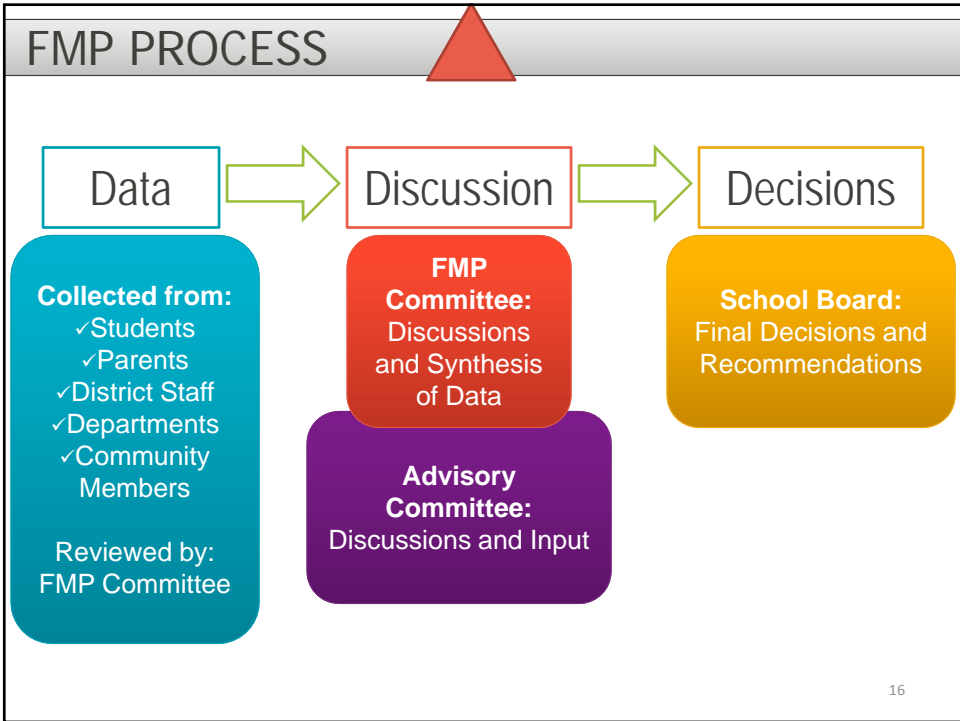 FMP PROCESS
Data
Discussion
Decisions
Collected from:
✓Students
✓Parents
✓District Staff
✓Departments
✓Community
Members
Reviewed by:
FMP Committee
FMP
Committee:
Discussions
and Synthesis
of Data
Advisory
Committee:
Discussions and Input
School Board:
Final Decisions and
Recommendations
16